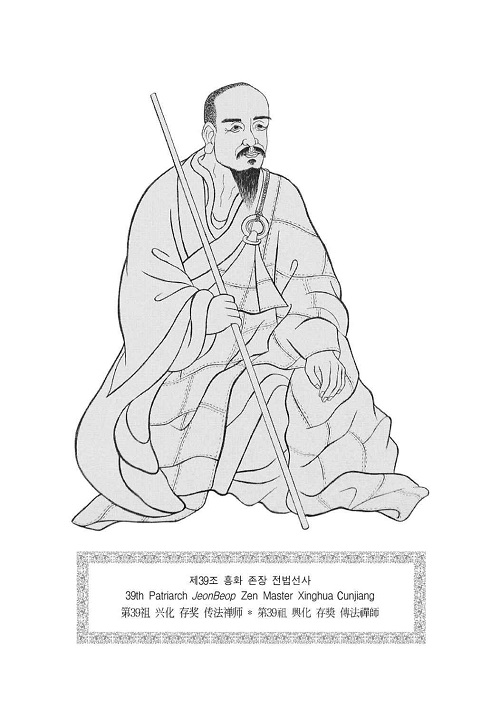 제39조 흥화 존장 전법선사
39th Patriarch JeonBeop Zen Master Xinghua Cunjiang
第39祖 兴化 存奖 传法禅师 * 第39祖 興化 存奬 傳法禪師